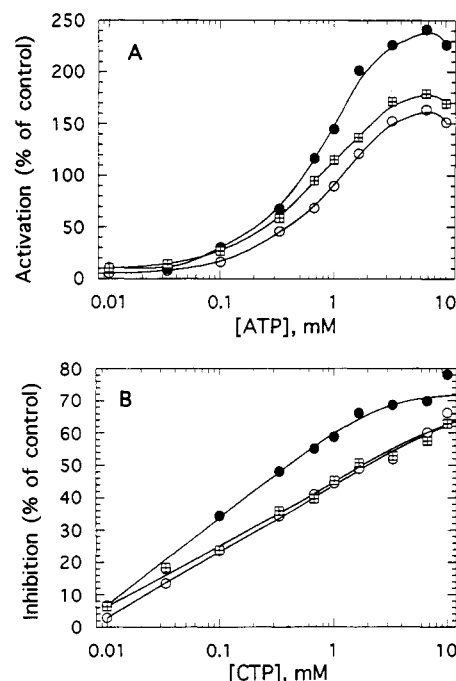 250
A
200
150
100
50
0
Activation (% of control)
0.01 0.1 1 10
[ATP], mM
80
B
70
60
50
40
30
20
10
0
Inhibition (% of control)
0.01 0.1 1 10
[CTP], mM